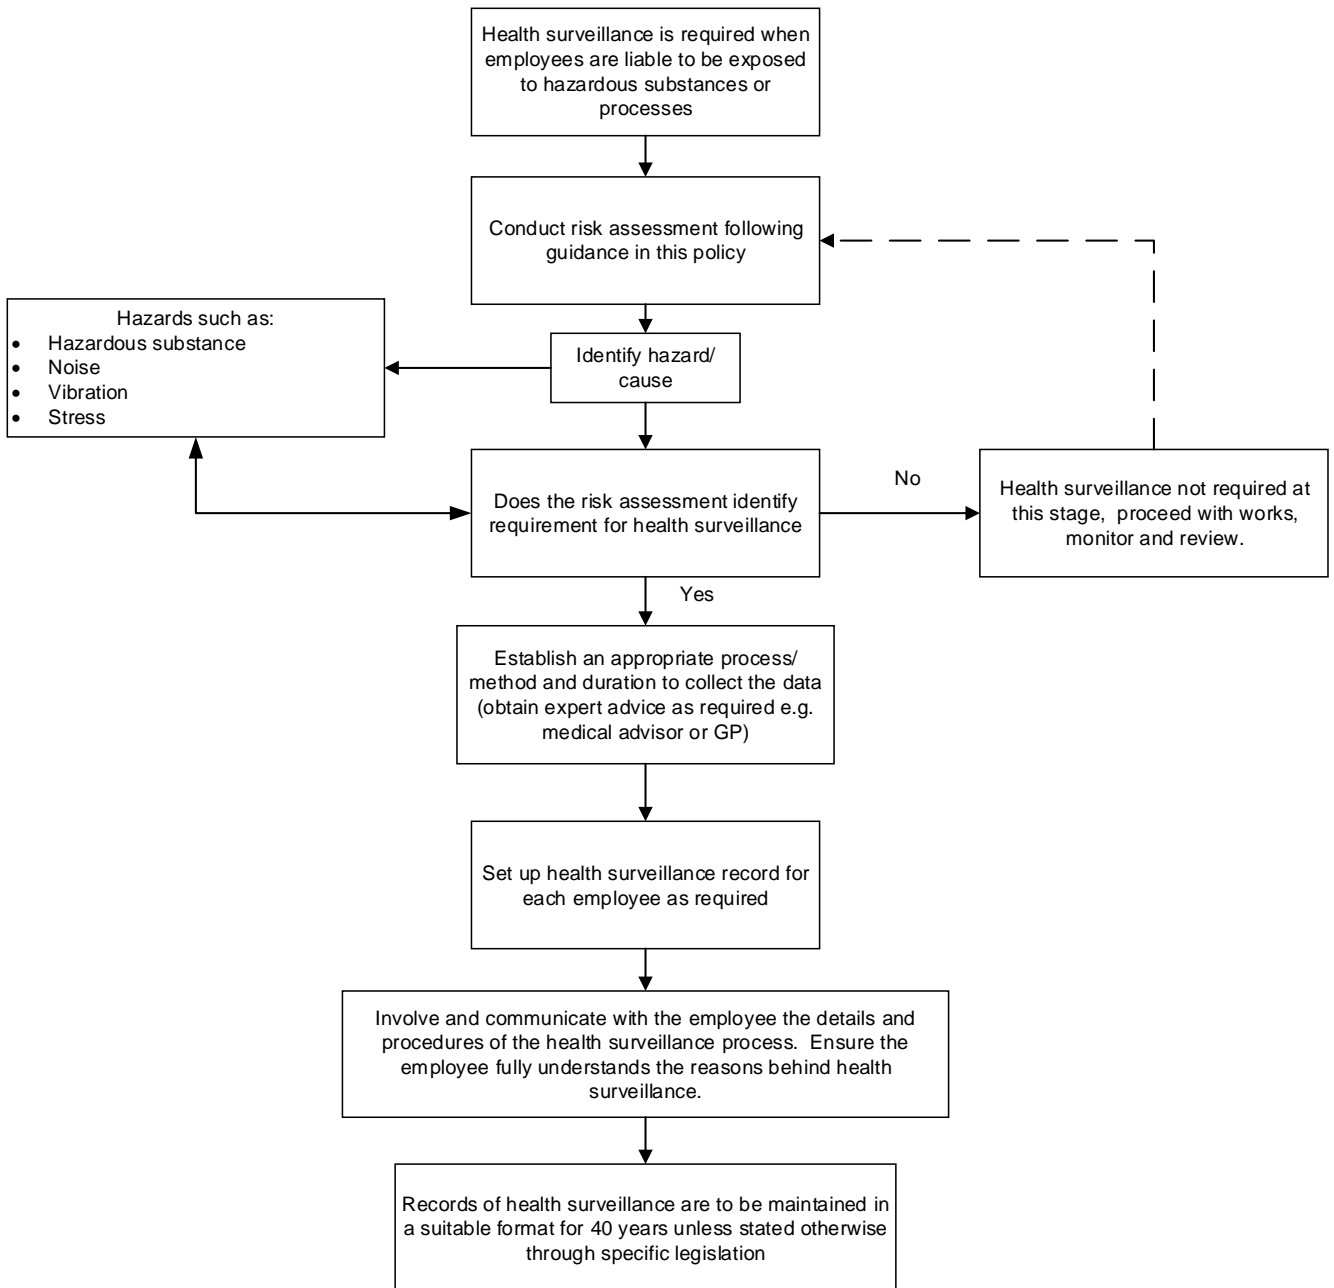 Health surveillance is required when
employees are liable to be exposed
to hazardous substances or
processes
Conduct risk assessment following
guidance in this policy
Hazards such as:
• Hazardous substance
• Noise
• Vibration
• Stress
Identify hazard/
cause
Does the risk assessment identify
requirement for health surveillance
No
Health surveillance not required at
this stage, proceed with works,
monitor and review.
Yes
Establish an appropriate process/
method and duration to collect the data
(obtain expert advice as required e.g.
medical advisor or GP)
Set up health surveillance record for
each employee as required
Involve and communicate with the employee the details and
procedures of the health surveillance process. Ensure the
employee fully understands the reasons behind health
surveillance.
Records of health surveillance are to be maintained in
a suitable format for 40 years unless stated otherwise
through specific legislation